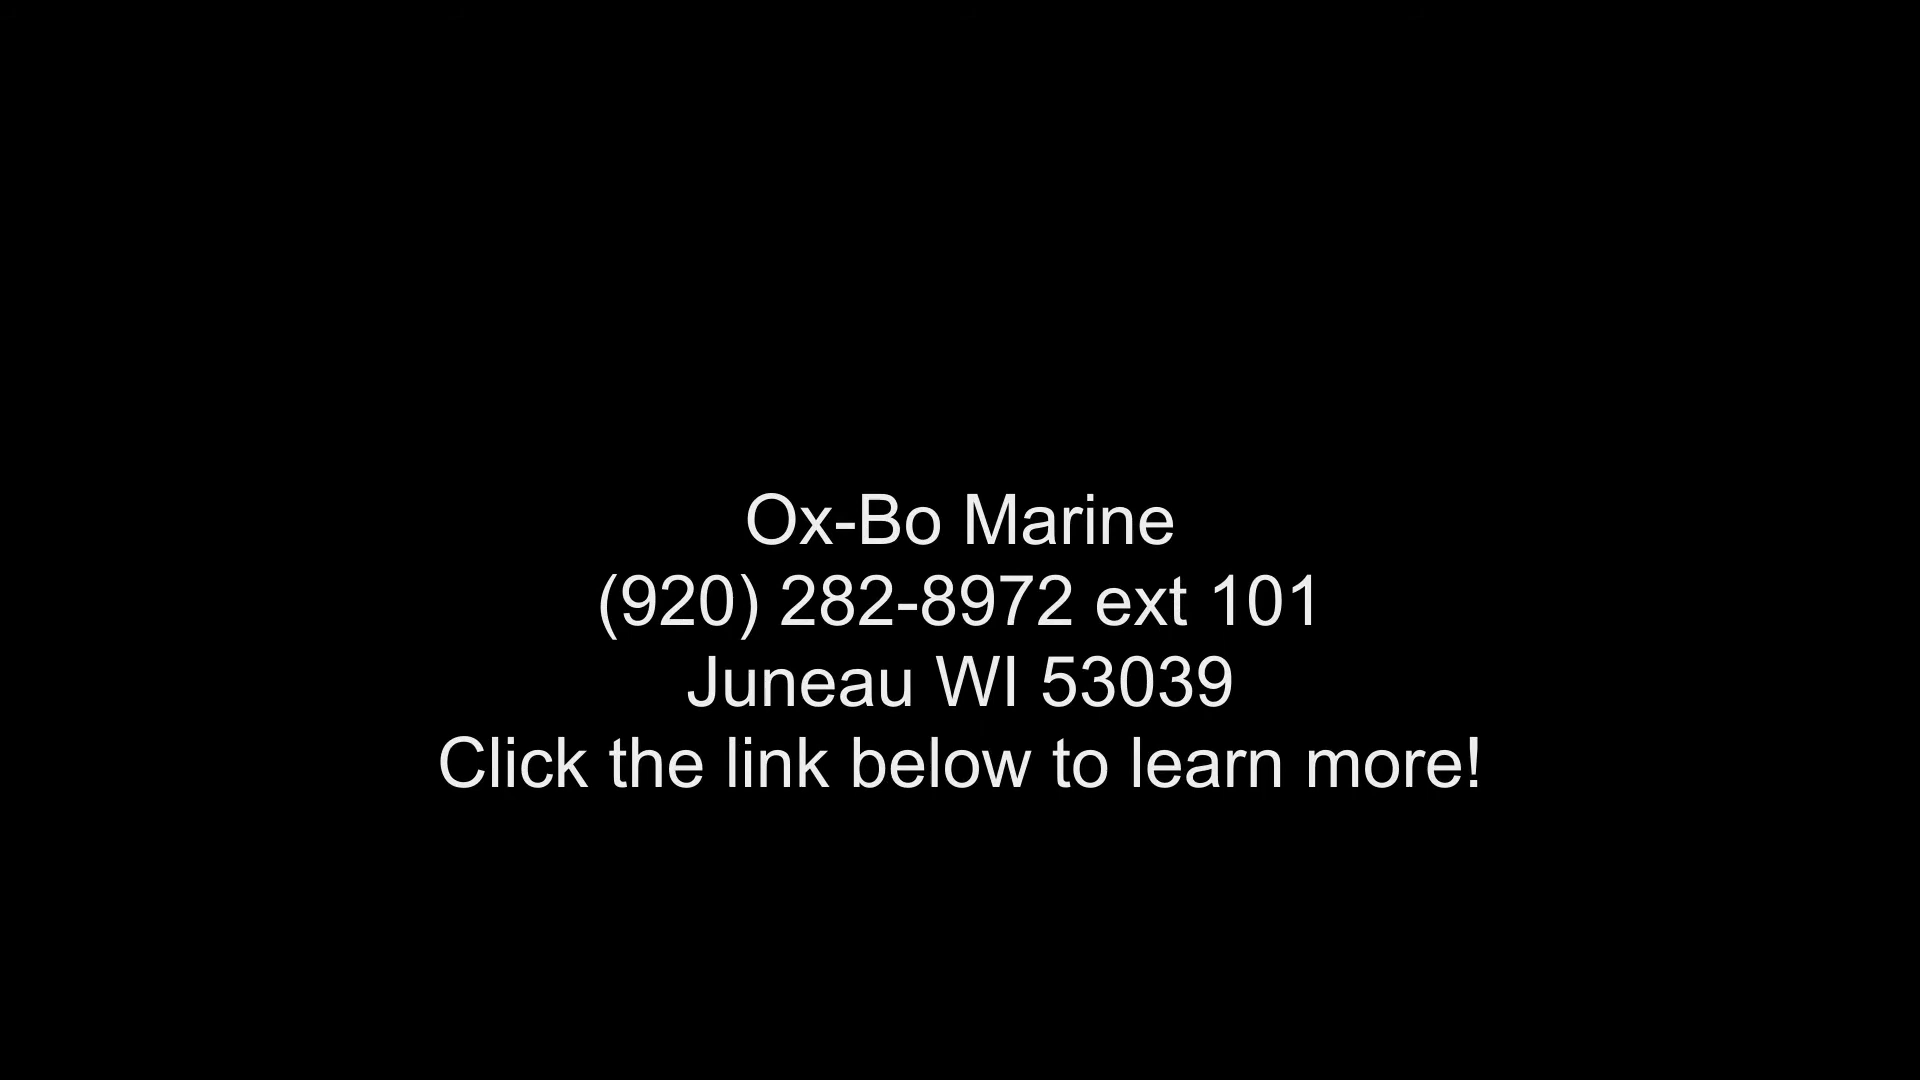 Ox-Bo Marine
(920) 282-8972 ext 101
Juneau WI 53039
Click the link below to learn more!